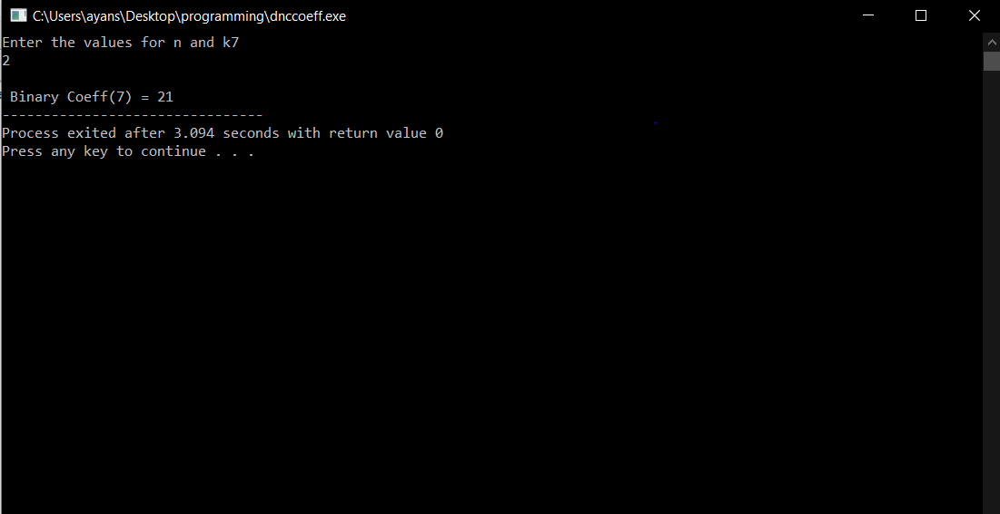 C:\Users\ayans\Desktop\programming\dnccoeff.exe
Enter the values for n and k7
2
Binary Coeff(7) = 21
--------------------------------
Process exited after 3.094 seconds with return value 0
Press any key to continue . . .